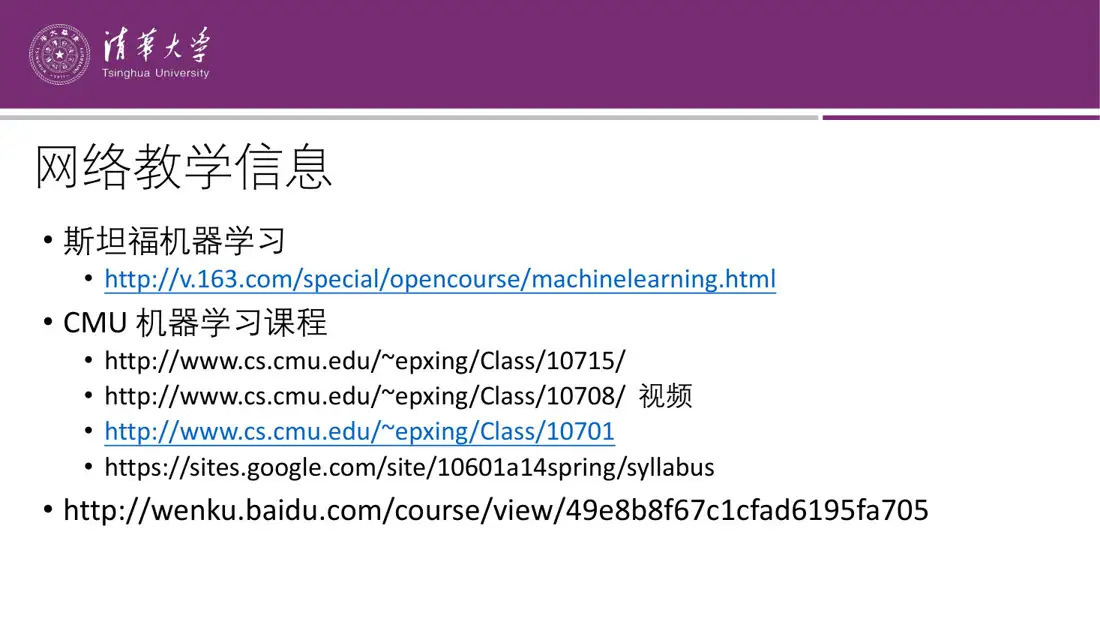 清华大学
Tsinghua University
网络教学信息
• 斯坦福机器学习
• http://v.163.com/special/opencourse/machinelearning.html
• CMU 机器学习课程
• http://www.cs.cmu.edu/~epxing/Class/10715/
• http://www.cs.cmu.edu/~epxing/Class/10708/ 视频
• http://www.cs.cmu.edu/~epxing/Class/10701
• https://sites.google.com/site/10601a14spring/syllabus
• http://wenku.baidu.com/course/view/49e8b8f67c1cfad6195fa705